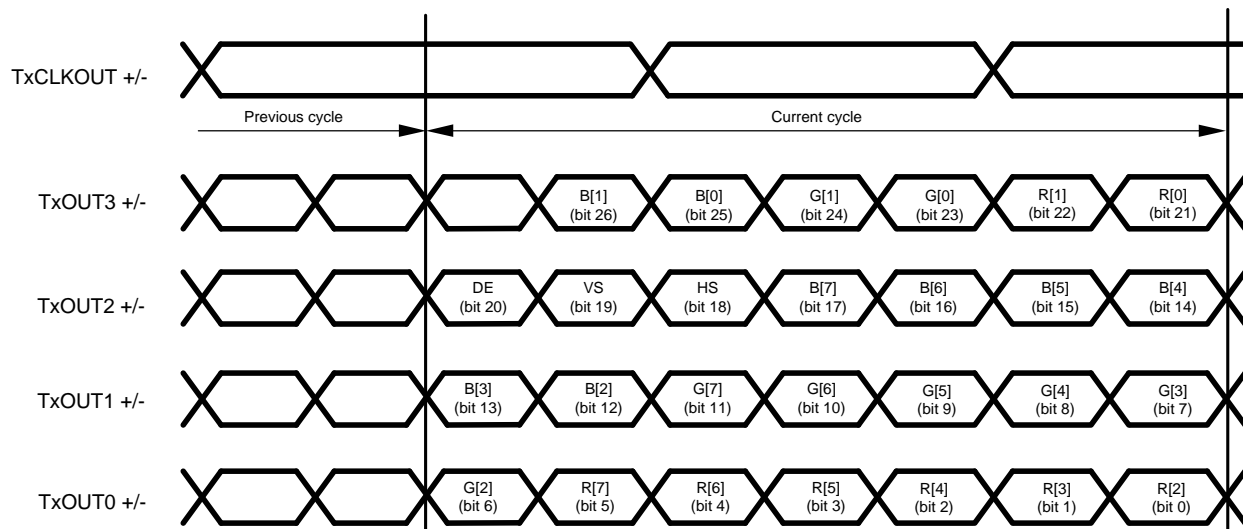 TxCLKOUT +/-
Previous cycle
Current cycle
TxOUT3 +/-
B[1]
(bit 26)
B[0]
(bit 25)
G[1]
(bit 24)
G[0]
(bit 23)
R[1]
(bit 22)
R[0]
(bit 21)
TxOUT2 +/-
DE
(bit 20)
VS
(bit 19)
HS
(bit 18)
B[7]
(bit 17)
B[6]
(bit 16)
B[5]
(bit 15)
B[4]
(bit 14)
TxOUT1 +/-
B[3]
(bit 13)
B[2]
(bit 12)
G[7]
(bit 11)
G[6]
(bit 10)
G[5]
(bit 9)
G[4]
(bit 8)
G[3]
(bit 7)
TxOUT0 +/-
G[2]
(bit 6)
R[7]
(bit 5)
R[6]
(bit 4)
R[5]
(bit 3)
R[4]
(bit 2)
R[3]
(bit 1)
R[2]
(bit 0)